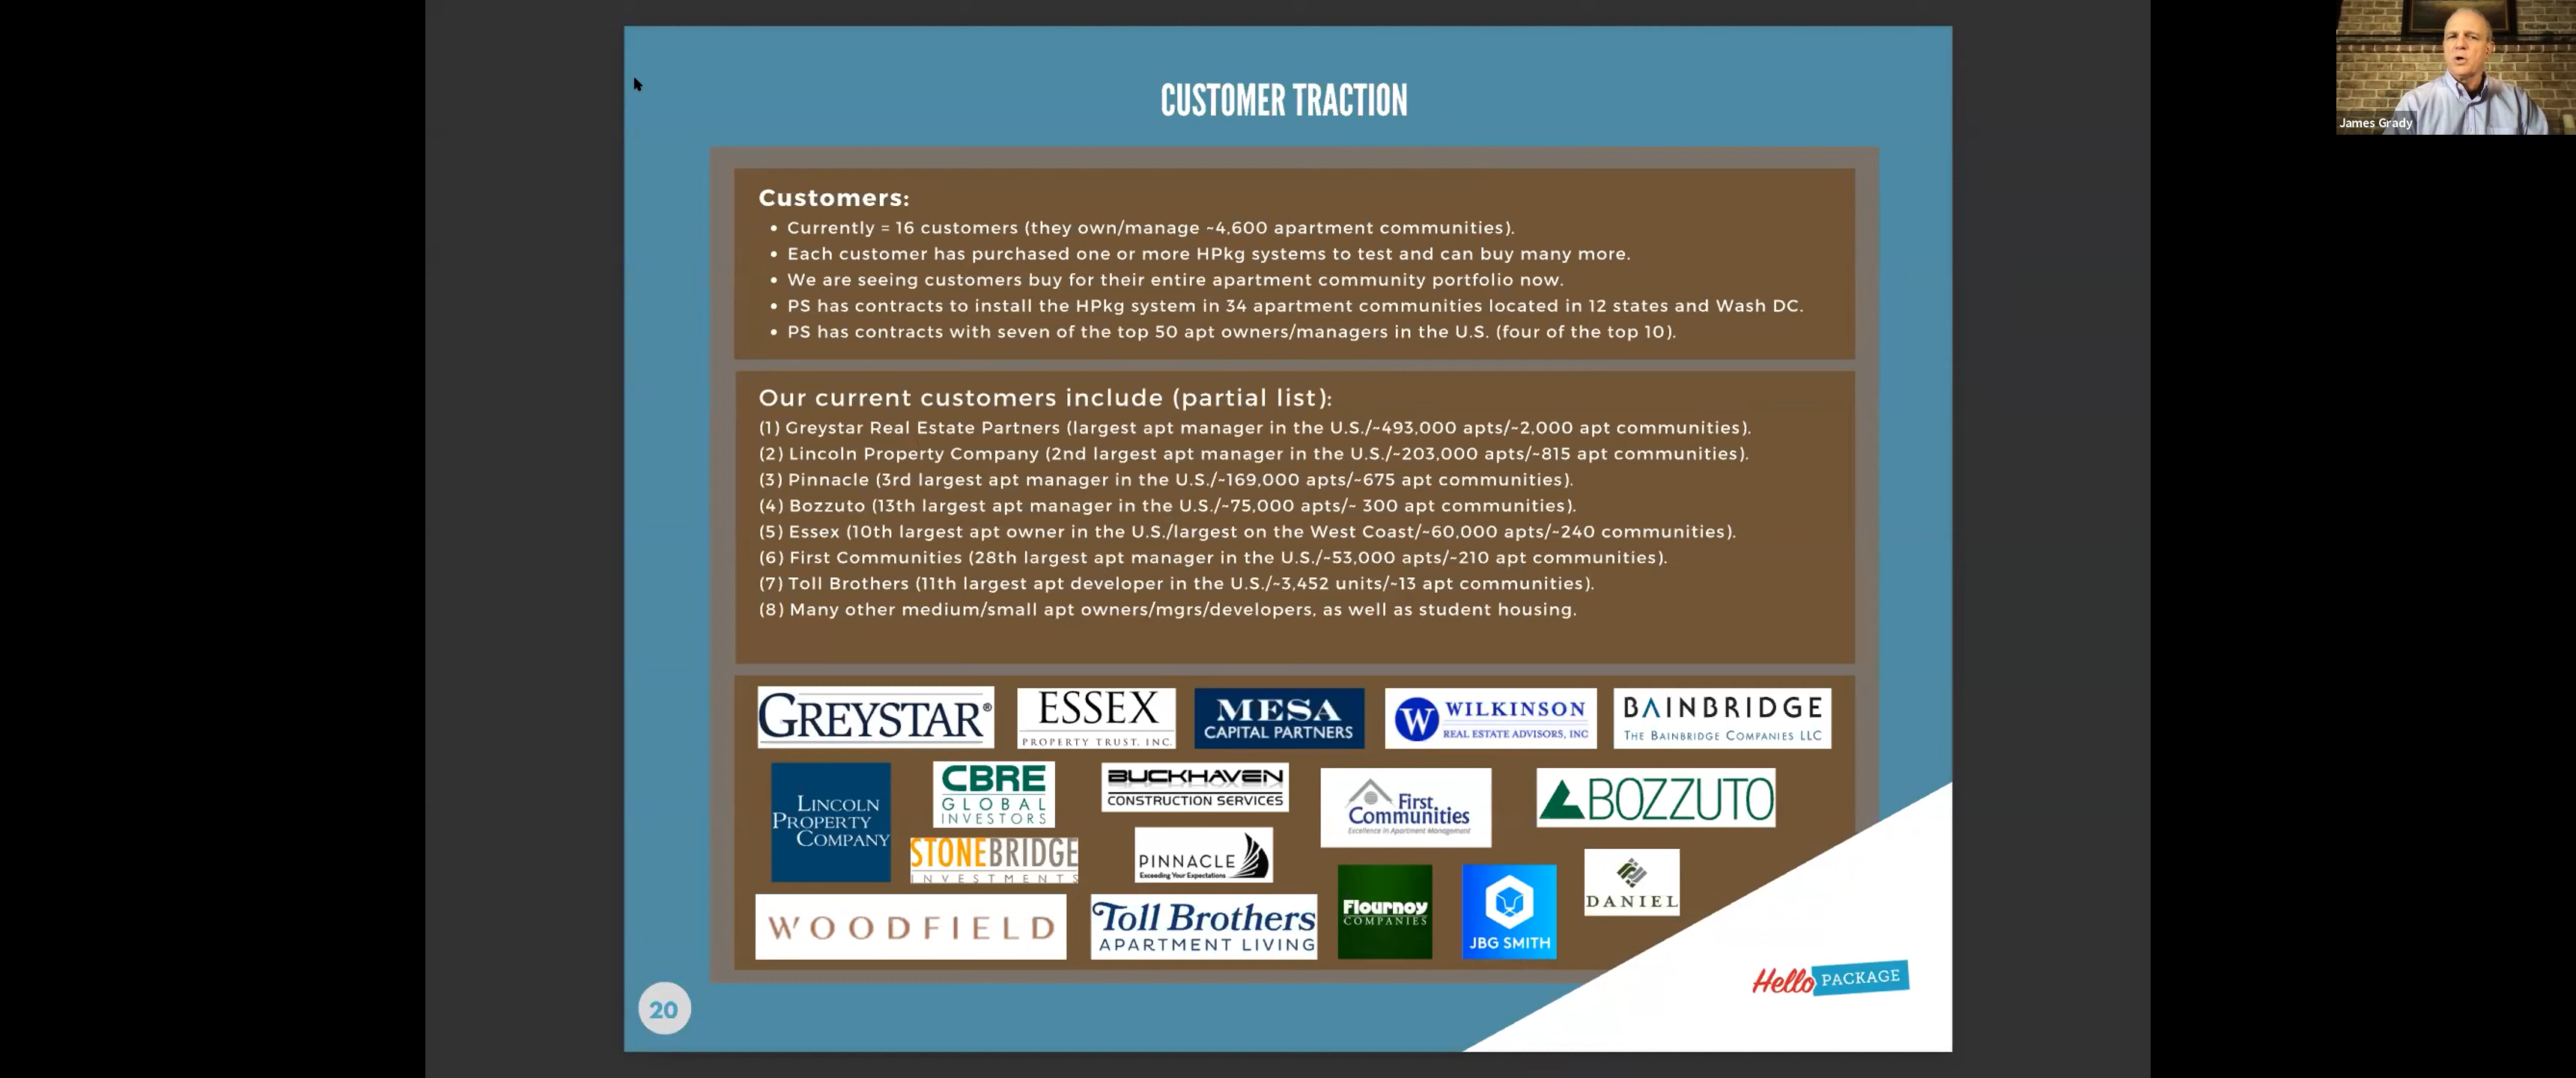 CUSTOMER TRACTION
James Grady
Customers:
• Currently = 16 customers (they own/manage ~4,600 apartment communities).
• Each customer has purchased one or more HPkg systems to test and can buy many more.
• We are seeing customers buy for their entire apartment community portfolio now.
• PS has contracts to install the HPkg system in 34 apartment communities located in 12 states and Wash DC.
• PS has contracts with seven of the top 50 apt owners/managers in the U.S. (four of the top 10).
Our current customers include (partial list):
(1) Greystar Real Estate Partners (largest apt manager in the U.S./~493,000 apts/~2,000 apt communities).
(2) Lincoln Property Company (2nd largest apt manager in the U.S./~203,000 apts/~815 apt communities).
(3) Pinnacle (3rd largest apt manager in the U.S./~169,000 apts/~675 apt communities).
(4) Bozzuto (13th largest apt manager in the U.S./~75,000 apts/~ 300 apt communities).
(5) Essex (10th largest apt owner in the U.S./largest on the West Coast/~60,000 apts/~240 communities).
(6) First Communities (28th largest apt manager in the U.S./~53,000 apts/~210 apt communities).
(7) Toll Brothers (11th largest apt developer in the U.S./~3,452 units/~13 apt communities).
(8) Many other medium/small apt owners/mgrs/developers, as well as student housing.
GREYSTAR®
ESSEX
PROPERTY TRUST, INC.
MESA
CAPITAL PARTNERS
W WILKINSON
REAL ESTATE ADVISORS, INC
BAINBRIDGE
THE BAINBRIDGE COMPANIES LLC
LINCOLN
PROPERTY
COMPANY
CBRE
GLOBAL
INVESTORS
BUCKHAVEN
CONSTRUCTION SERVICES
First
Communities
Excellence in Apartment Management
BOZZUTO
STONEBRIDGE
INVESTMENTS
PINNACLE
Exceeding Your Expectations
Flournoy
COMPANIES
JBG SMITH
DANIEL
WOODFIELD
Toll Brothers
APARTMENT LIVING
Hello PACKAGE
20